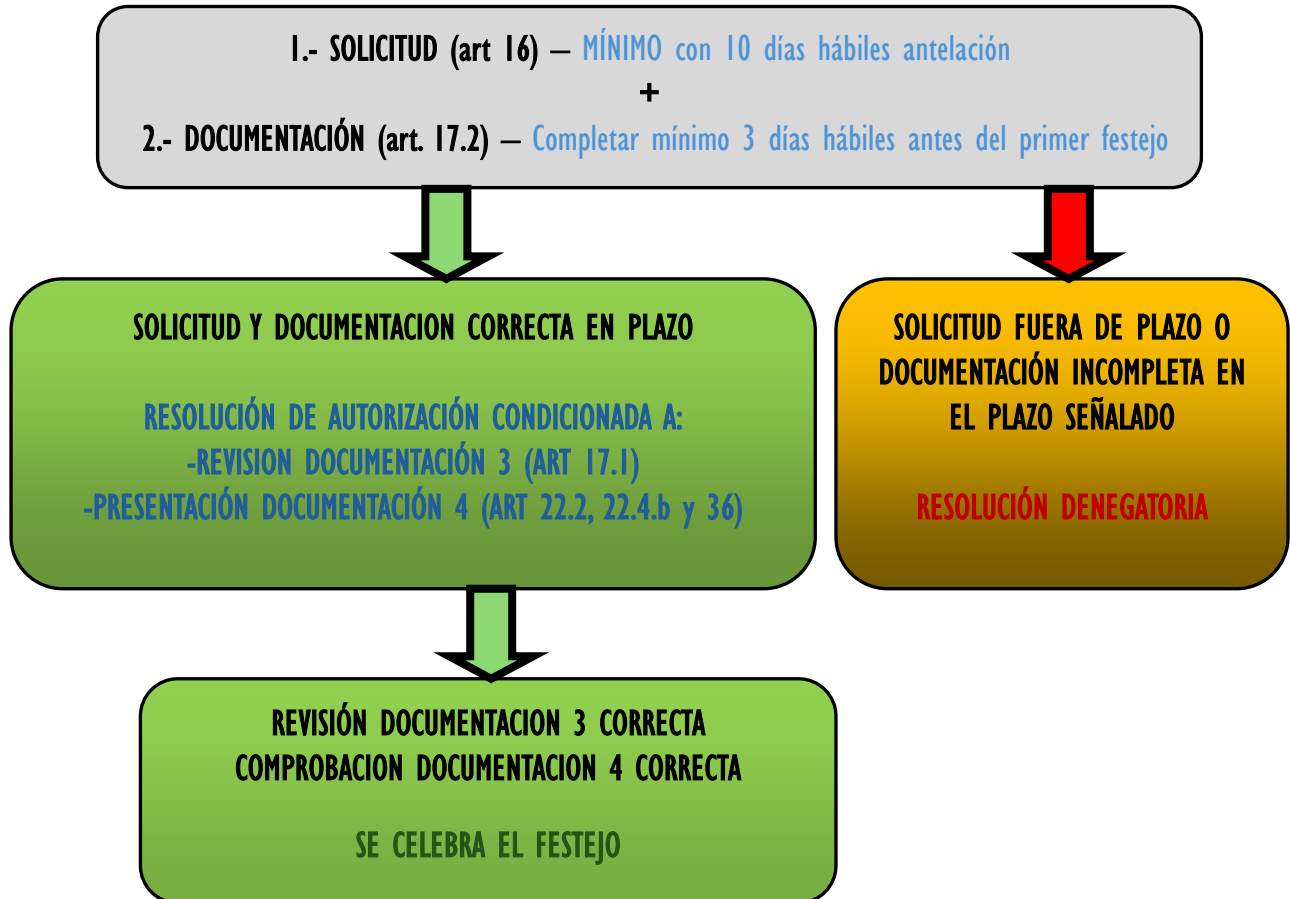 1.- SOLICITUD (art 16) – MÍNIMO con 10 días hábiles antelación
+
2.- DOCUMENTACIÓN (art. 17.2) – Completar mínimo 3 días hábiles antes del primer festejo
SOLICITUD Y DOCUMENTACION CORRECTA EN PLAZO
RESOLUCIÓN DE AUTORIZACIÓN CONDICIONADA A:
-REVISION DOCUMENTACIÓN 3 (ART 17.1)
-PRESENTACIÓN DOCUMENTACIÓN 4 (ART 22.2, 22.4.b y 36)
SOLICITUD FUERA DE PLAZO O
DOCUMENTACIÓN INCOMPLETA EN
EL PLAZO SEÑALADO
RESOLUCIÓN DENEGATORIA
REVISIÓN DOCUMENTACION 3 CORRECTA
COMPROBACION DOCUMENTACION 4 CORRECTA
SE CELEBRA EL FESTEJO